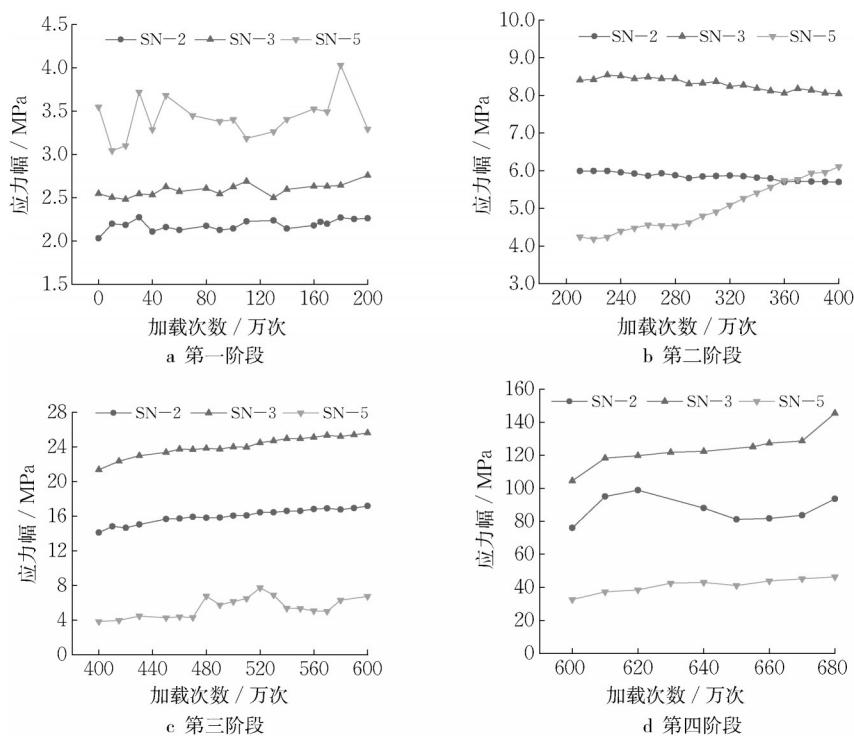 4.5
4.0
3.5
3.0
2.5
2.0
1.5
应力幅 / MPa
SN-2 SN-3 SN-5
0 40 80 120 160 200
加载次数 / 万次
a 第一阶段
10.0
9.0
8.0
7.0
6.0
5.0
4.0
3.0
应力幅 / MPa
SN-2 SN-3 SN-5
200 240 280 320 360 400
加载次数 / 万次
b 第二阶段
28
24
20
16
12
8
4
0
应力幅 / MPa
SN-2 SN-3 SN-5
400 440 480 520 560 600
加载次数 / 万次
c 第三阶段
160
140
120
100
80
60
40
20
0
应力幅 / MPa
SN-2 SN-3 SN-5
600 620 640 660 680
加载次数 / 万次
d 第四阶段